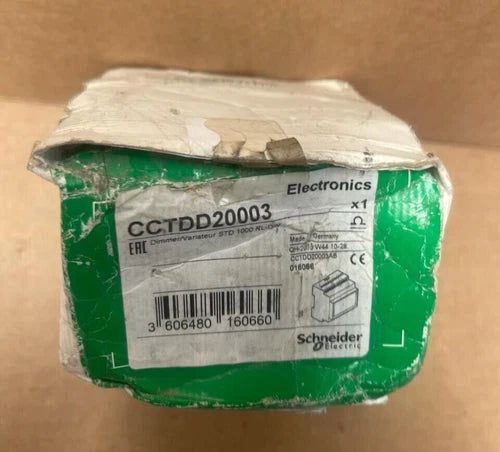 Electronics
CCTDD20003
x1
EAC
Dimmer/Variateur STD 1000 RL-DIN
Made in Germany
CCTDD20003AB
016066
CE
3 606480 160660
Schneider
Electric